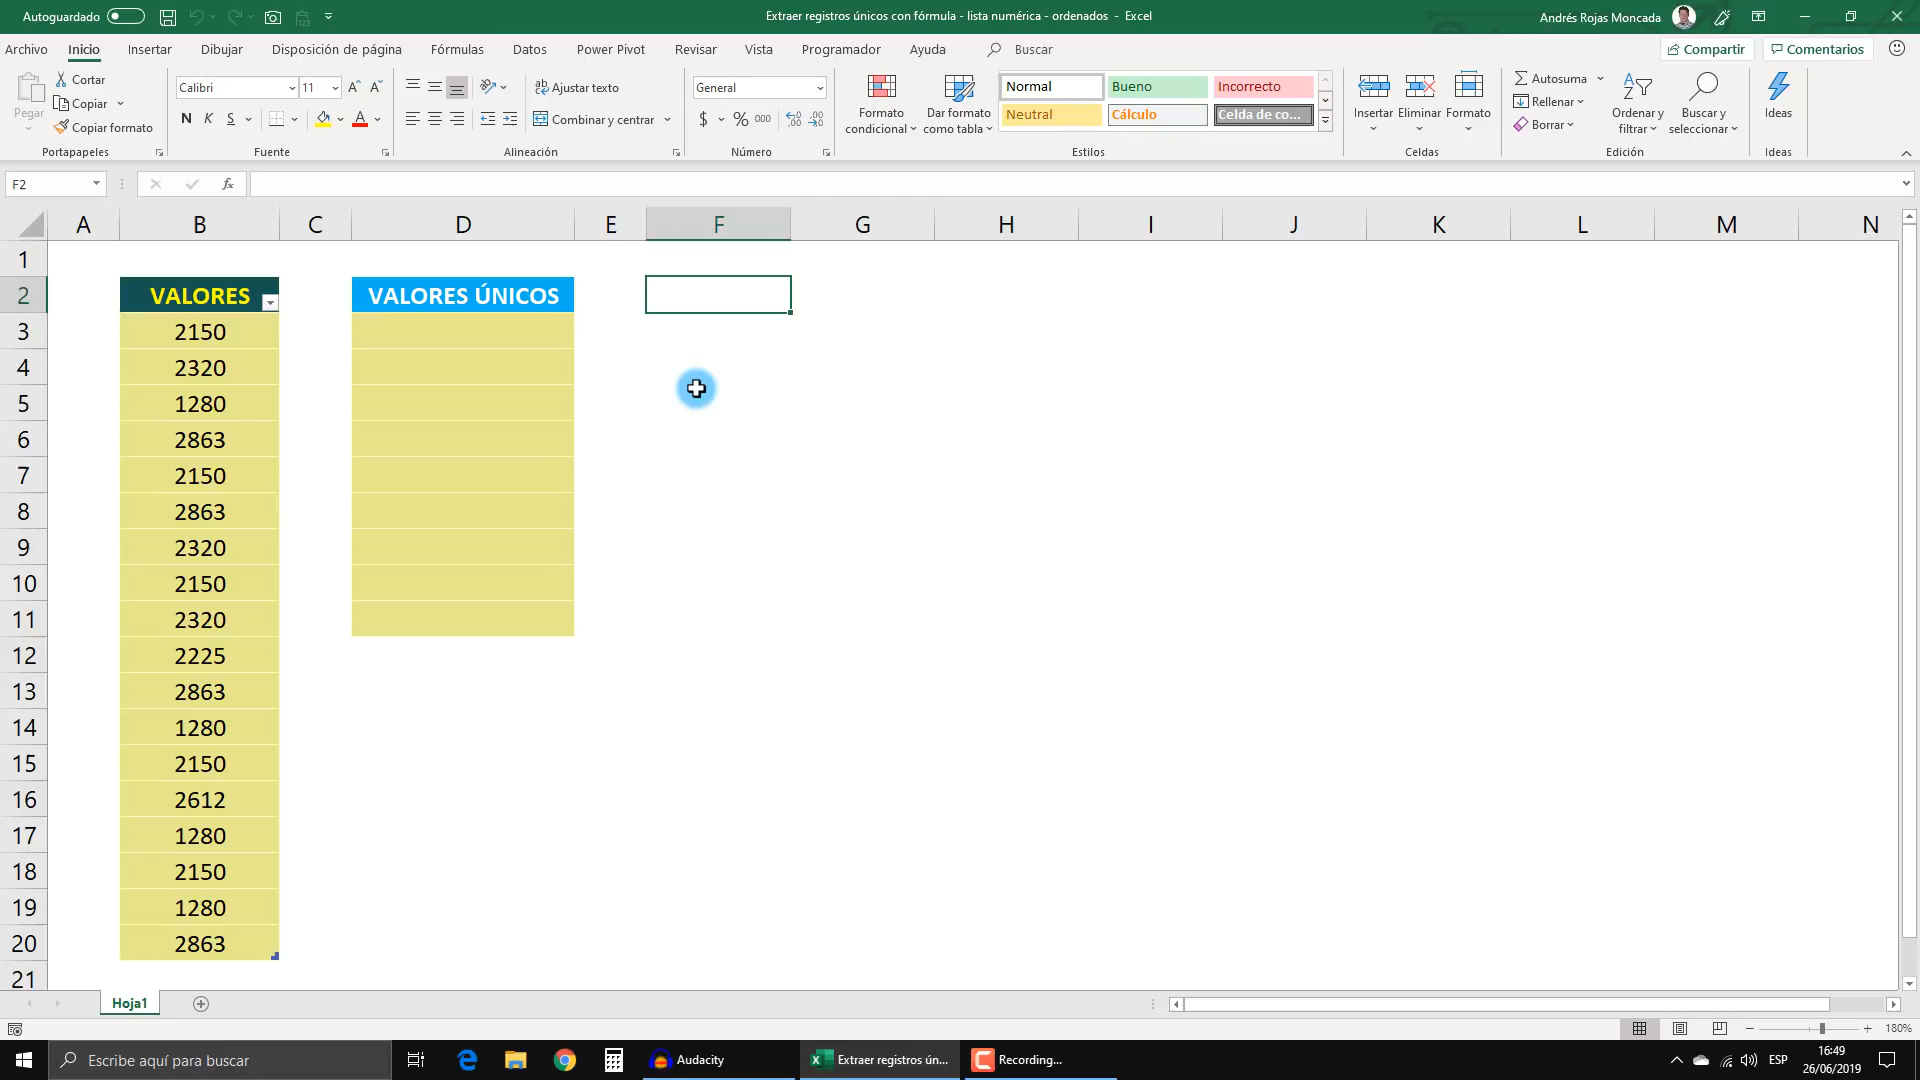 Autoguardado
Extraer registros únicos con fórmula - lista numérica - ordenados - Excel
Andrés Rojas Moncada
Archivo Inicio Insertar Dibujar Disposición de página Fórmulas Datos Power Pivot Revisar Vista Programador Ayuda Buscar Compartir Comentarios
Pegar
Cortar
Copiar
Copiar formato
Portapapeles
Calibri 11
N K S
Fuente
Ajustar texto
Combinar y centrar
Alineación
General
$ % 000
Número
Formato condicional
Dar formato como tabla
Normal Bueno Incorrecto
Neutral Cálculo Celda de co...
Estilos
Insertar Eliminar Formato
Celdas
Autosuma
Rellenar
Borrar
Ordenar y filtrar
Buscar y seleccionar
Edición
Ideas
Ideas
F2
fx
A B C D E F G H I J K L M N
1
2 VALORES VALORES ÚNICOS
3 2150
4 2320
5 1280
6 2863
7 2150
8 2863
9 2320
10 2150
11 2320
12 2225
13 2863
14 1280
15 2150
16 2612
17 1280
18 2150
19 1280
20 2863
21
Hoja1
180%
Escribe aquí para buscar
Audacity
Extraer registros ún...
Recording...
ESP
16:49
26/06/2019